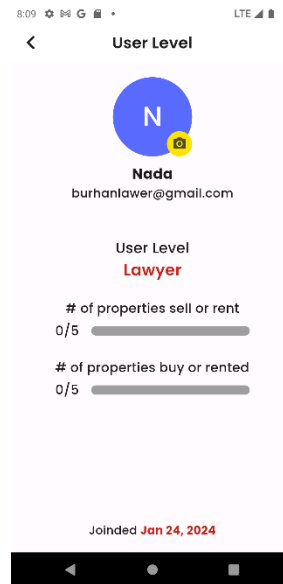 8:09 G LTE
User Level
N
Nada
burhanlawer@gmail.com
User Level
Lawyer
# of properties sell or rent
0/5
# of properties buy or rented
0/5
Joinded Jan 24, 2024